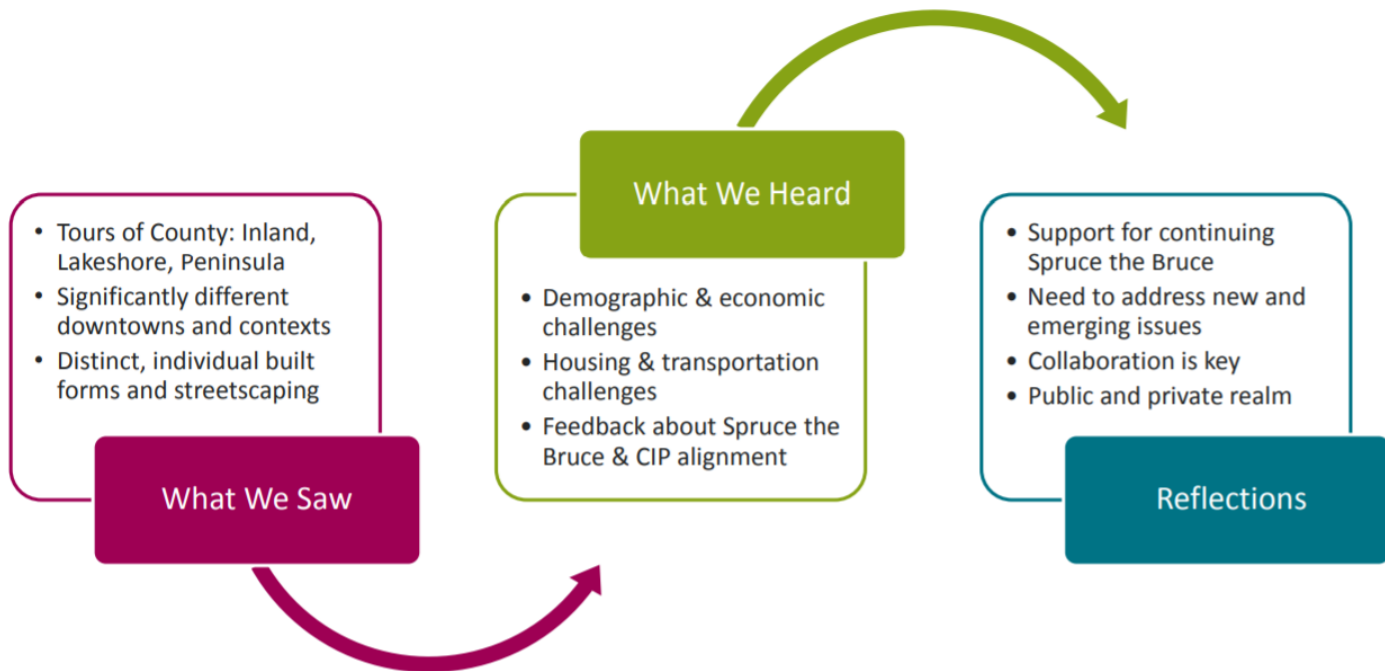 • Tours of County: Inland,
Lakeshore, Peninsula
• Significantly different
downtowns and contexts
• Distinct, individual built
forms and streetscaping
What We Saw
What We Heard
• Demographic & economic
challenges
• Housing & transportation
challenges
• Feedback about Spruce the
Bruce & CIP alignment
• Support for continuing
Spruce the Bruce
• Need to address new and
emerging issues
• Collaboration is key
• Public and private realm
Reflections